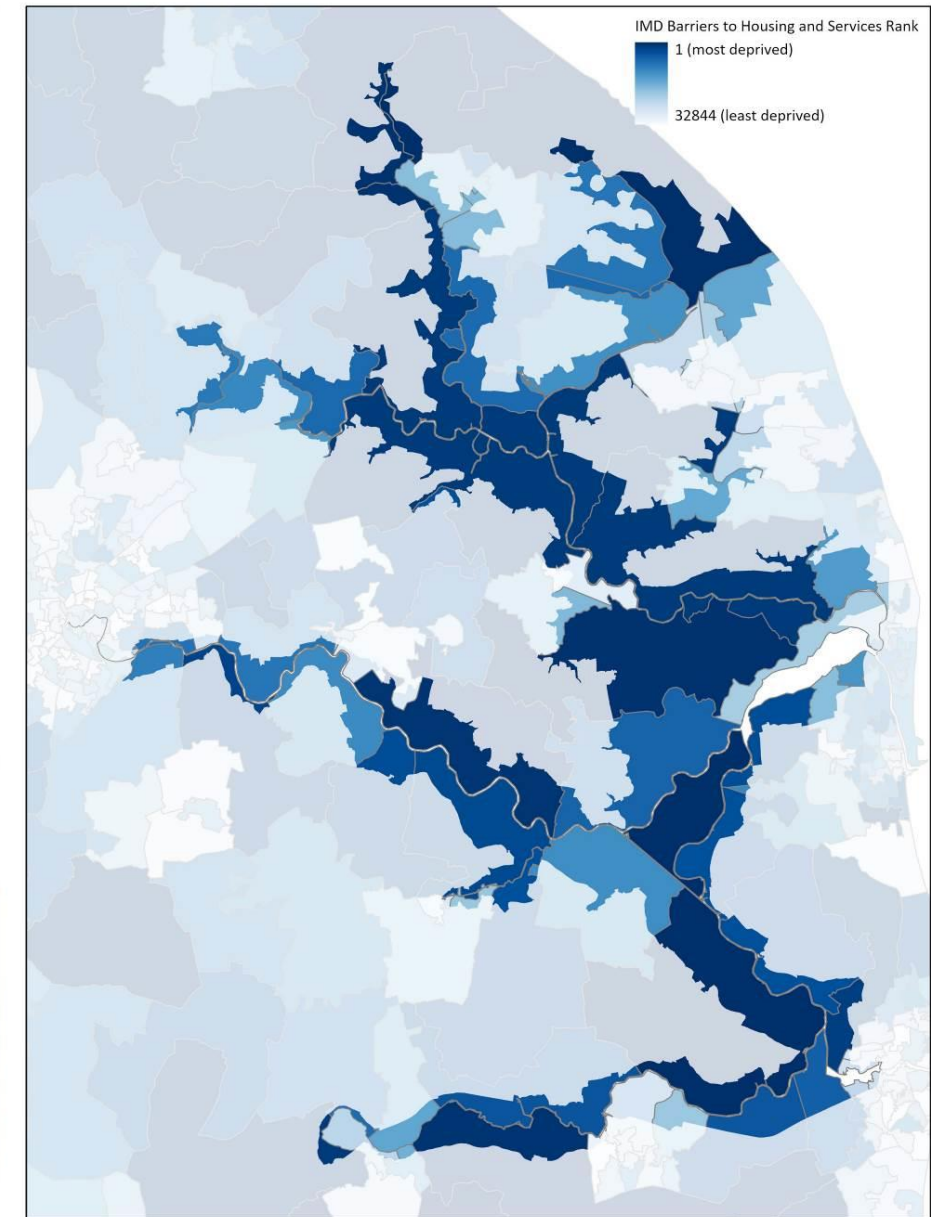 IMD Barriers to Housing and Services Rank
1 (most deprived)
32844 (least deprived)